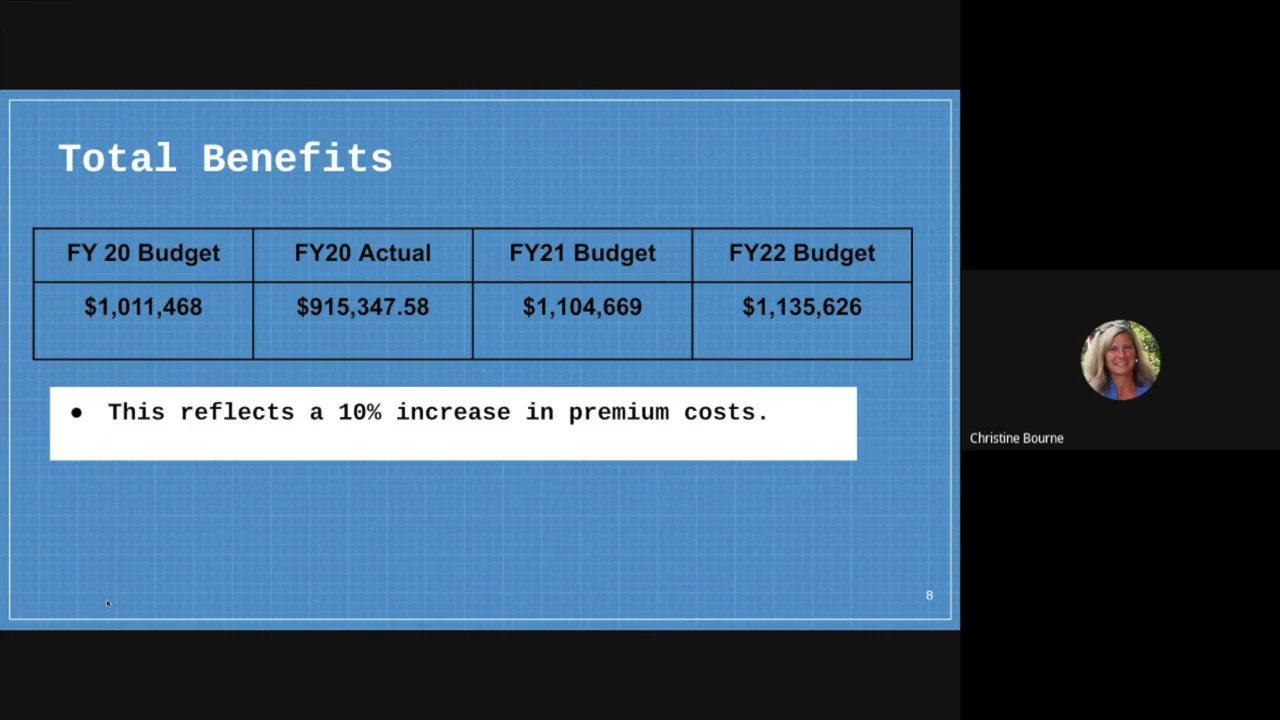 Total Benefits
FY 20 Budget FY20 Actual FY21 Budget FY22 Budget
$1,011,468 $915,347.58 $1,104,669 $1,135,626
● This reflects a 10% increase in premium costs.
8
Christine Bourne